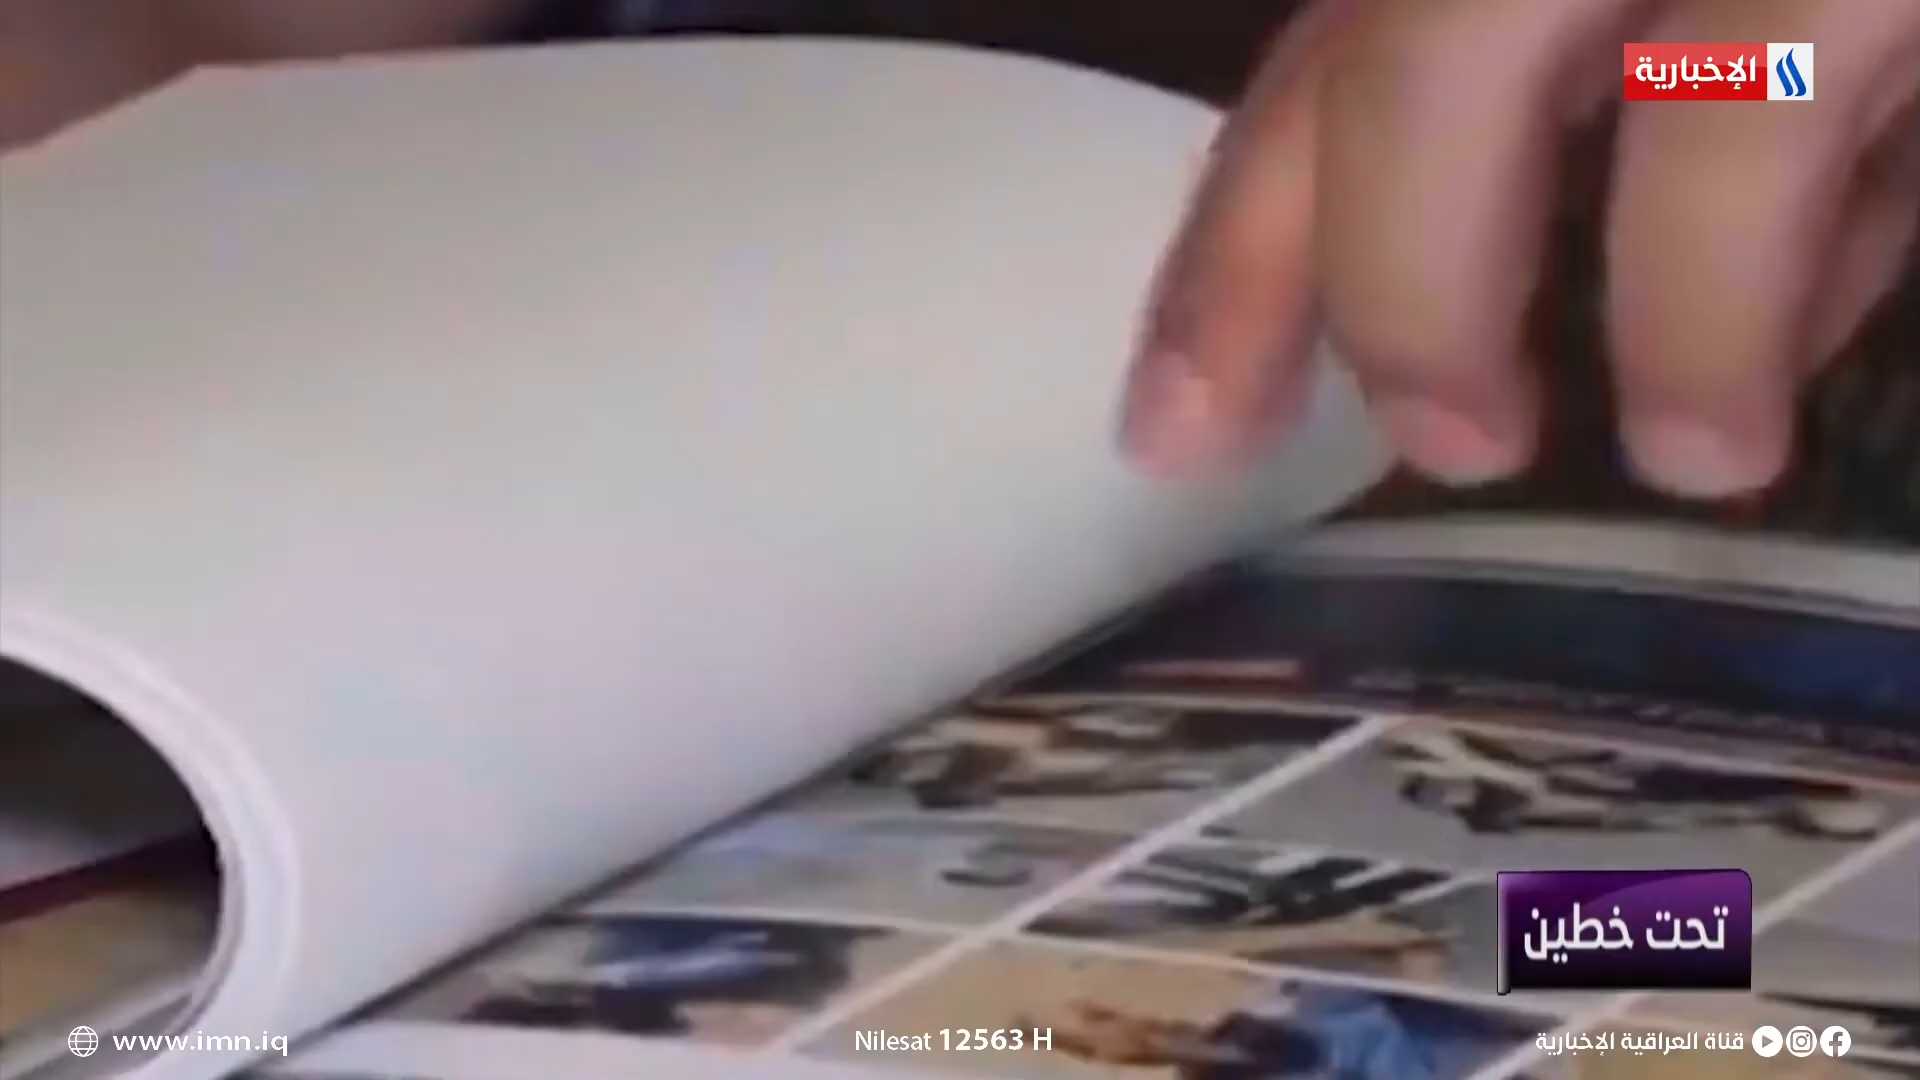 الإخبارية
تحت خطين
www.imn.iq
Nilesat 12563 H
قناة العراقية الإخبارية